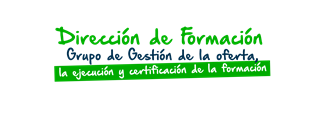 Dirección de Formación
Grupo de Gestión de la oferta,
la ejecución y certificación de la formación